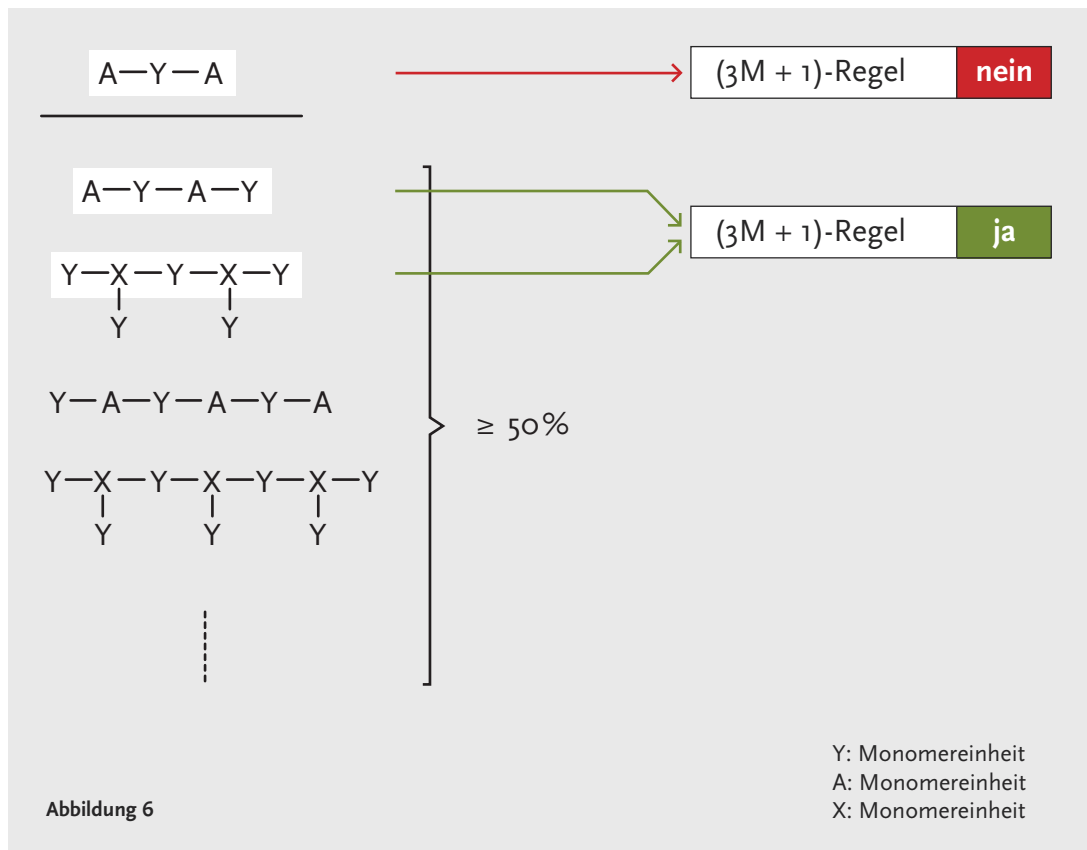 A—Y—A
(3M + 1)-Regel nein
A—Y—A—Y
(3M + 1)-Regel ja
Y—X—Y—X—Y
Y Y
Y—A—Y—A—Y—A
≥ 50%
Y—X—Y—X—Y—X—Y
Y Y Y
Y: Monomereinheit
A: Monomereinheit
X: Monomereinheit
Abbildung 6